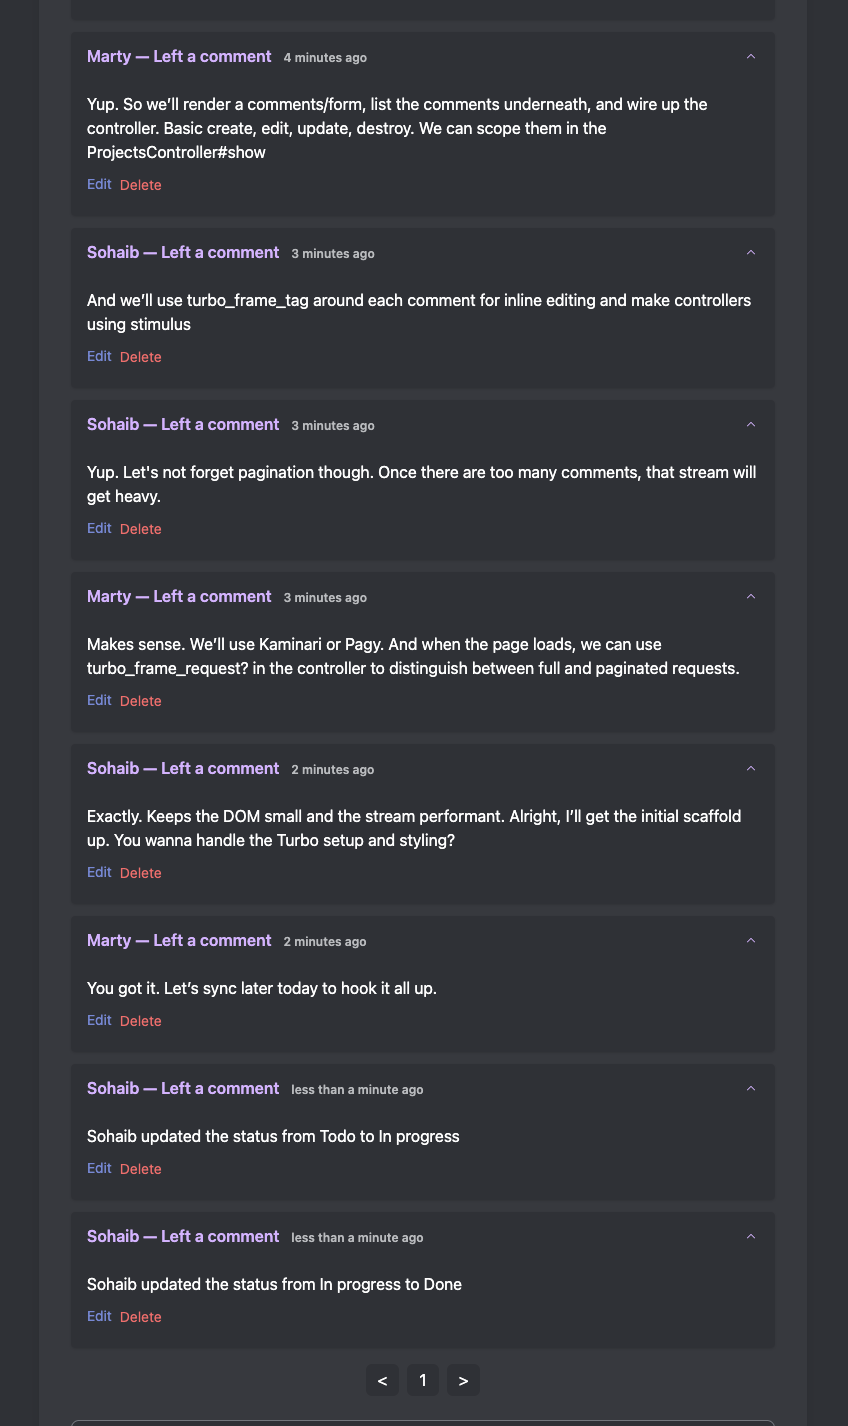 Marty — Left a comment 4 minutes ago
Yup. So we’ll render a comments/form, list the comments underneath, and wire up the
controller. Basic create, edit, update, destroy. We can scope them in the
ProjectsController#show
Edit Delete
Sohaib — Left a comment 3 minutes ago
And we’ll use turbo_frame_tag around each comment for inline editing and make controllers
using stimulus
Edit Delete
Sohaib — Left a comment 3 minutes ago
Yup. Let's not forget pagination though. Once there are too many comments, that stream will
get heavy.
Edit Delete
Marty — Left a comment 3 minutes ago
Makes sense. We’ll use Kaminari or Pagy. And when the page loads, we can use
turbo_frame_request? in the controller to distinguish between full and paginated requests.
Edit Delete
Sohaib — Left a comment 2 minutes ago
Exactly. Keeps the DOM small and the stream performant. Alright, I’ll get the initial scaffold
up. You wanna handle the Turbo setup and styling?
Edit Delete
Marty — Left a comment 2 minutes ago
You got it. Let’s sync later today to hook it all up.
Edit Delete
Sohaib — Left a comment less than a minute ago
Sohaib updated the status from Todo to In progress
Edit Delete
Sohaib — Left a comment less than a minute ago
Sohaib updated the status from In progress to Done
Edit Delete
< 1 >